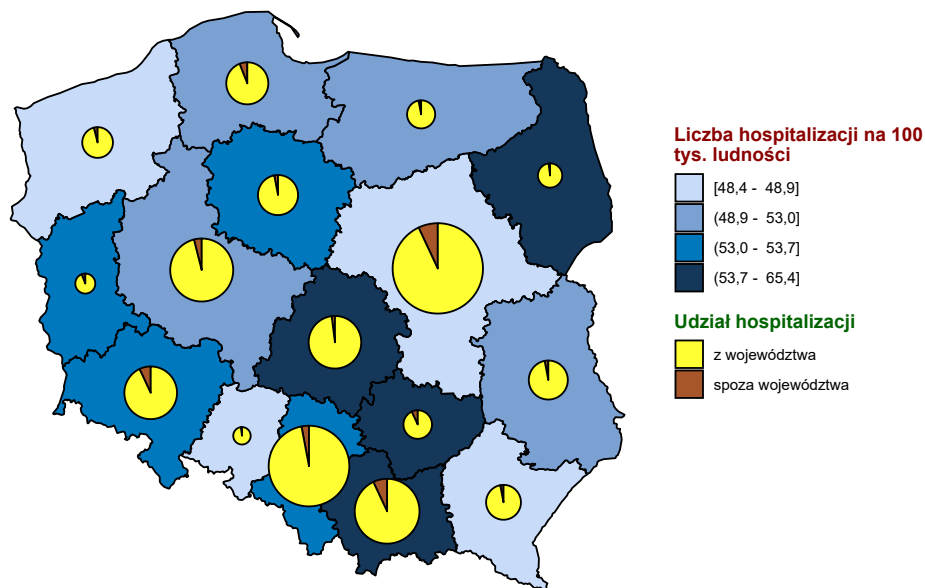 Liczba hospitalizacji na 100
tys. ludności
[48,4 - 48,9]
(48,9 - 53,0]
(53,0 - 53,7]
(53,7 - 65,4]
Udział hospitalizacji
z województwa
spoza województwa